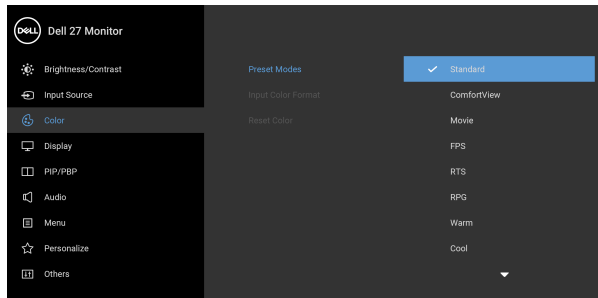 DELL Dell 27 Monitor
Brightness/Contrast
Input Source
Color
Display
PIP/PBP
Audio
Menu
Personalize
Others
Preset Modes
Input Color Format
Reset Color
Standard
ComfortView
Movie
FPS
RTS
RPG
Warm
Cool